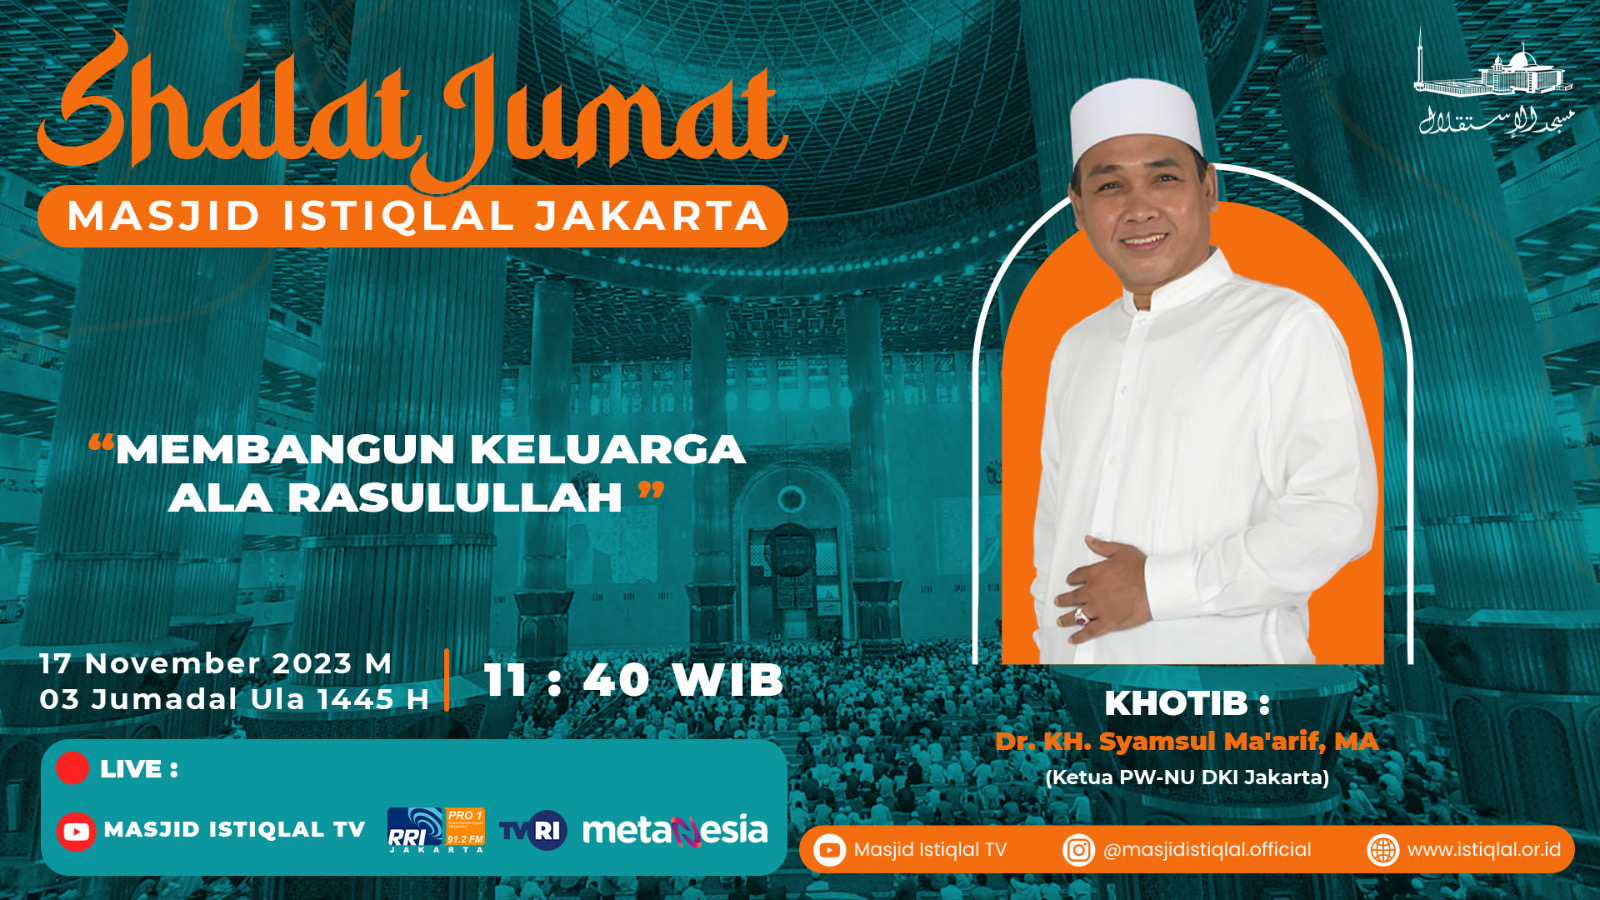 Shalat Jumat
MASJID ISTIQLAL JAKARTA
مسجد الإستقلال
“MEMBANGUN KELUARGA
ALA RASULULLAH ”
17 November 2023 M
03 Jumadal Ula 1445 H
11 : 40 WIB
LIVE :
MASJID ISTIQLAL TV
RRI
JAKARTA
PRO 1
91.2 FM
TVRI
metaNesia
KHOTIB :
Dr. KH. Syamsul Ma'arif, MA
(Ketua PW-NU DKI Jakarta)
Masjid Istiqlal TV
@masjidistiqlal.official
www.istiqlal.or.id